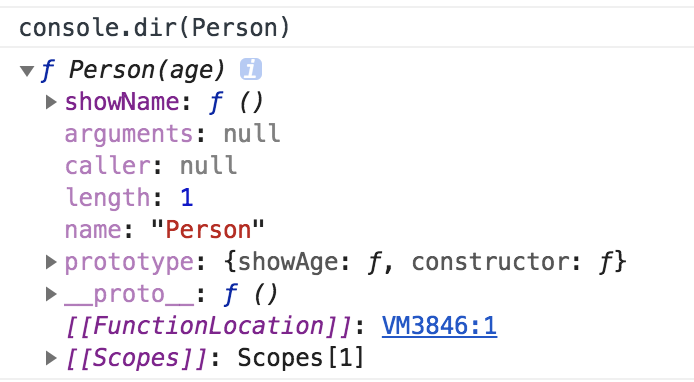 console.dir(Person)
▼ ƒ Person(age) i
▶ showName: ƒ ()
arguments: null
caller: null
length: 1
name: "Person"
▶ prototype: {showAge: ƒ, constructor: ƒ}
▶ __proto__: ƒ ()
[[FunctionLocation]]: VM3846:1
▶ [[Scopes]]: Scopes[1]